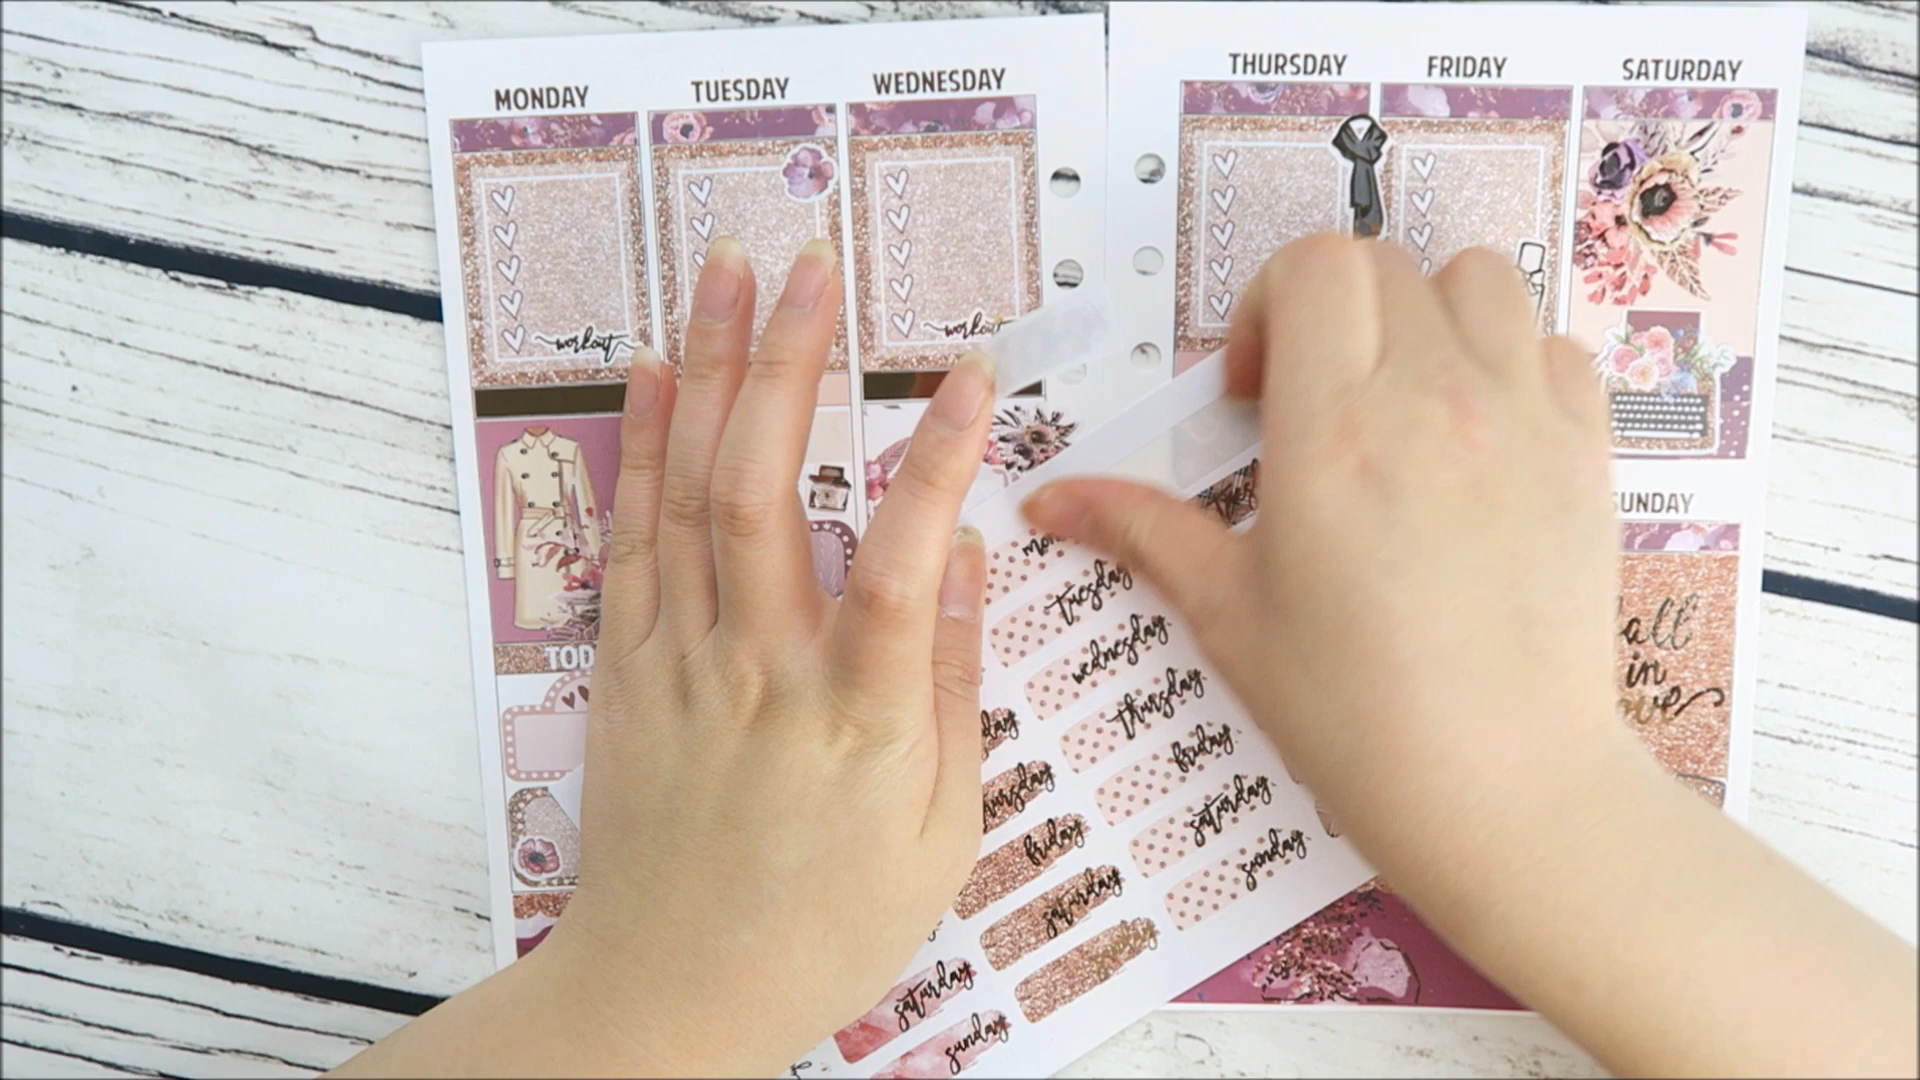 MONDAY
TUESDAY
WEDNESDAY
THURSDAY
FRIDAY
SATURDAY
workout
workout
SUNDAY
tuesday
wednesday
thursday
friday
saturday
sunday
friday
saturday
saturday
sunday
in